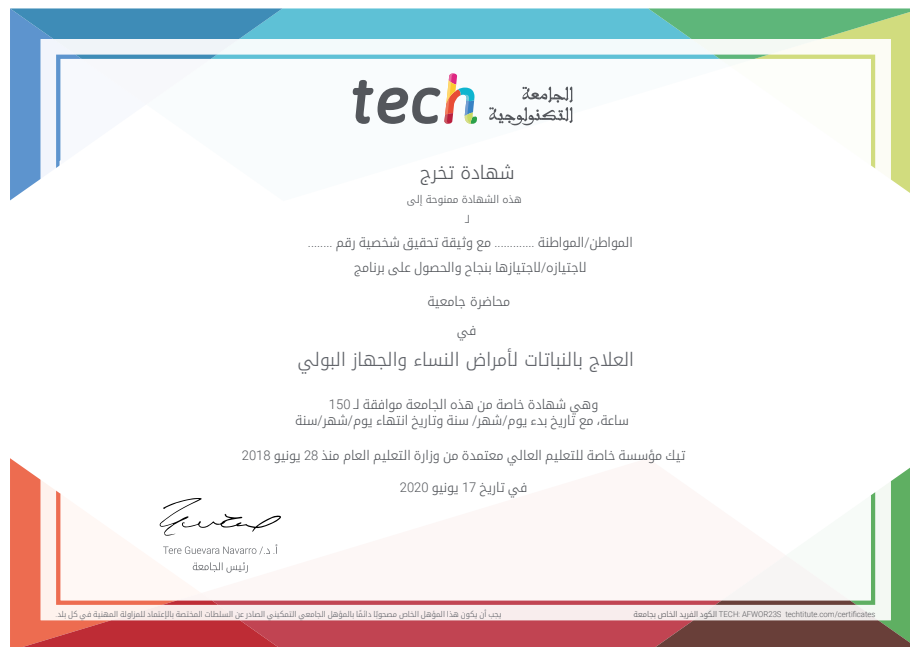 tech
الجامعة
التكنولوجية
شهادة تخرج
هذه الشهادة ممنوحة إلى
لـ
المواطن/المواطنة ............. مع وثيقة تحقيق شخصية رقم ........
لاجتيازه/لاجتيازها بنجاح والحصول على برنامج
محاضرة جامعية
في
العلاج بالنباتات لأمراض النساء والجهاز البولي
وهي شهادة خاصة من هذه الجامعة موافقة لـ 150
ساعة، مع تاريخ بدء يوم/شهر/ سنة وتاريخ انتهاء يوم/شهر/سنة
تيك مؤسسة خاصة للتعليم العالي معتمدة من وزارة التعليم العام منذ 28 يونيو 2018
في تاريخ 17 يونيو 2020
أ.د./ Tere Guevara Navarro
رئيس الجامعة
يجب أن يكون هذا المؤهل الخاص مصحوبًا دائمًا بالمؤهل الجامعي التمكيني الصادر عن السلطات المختصة بالإعتماد للمزاولة المهنية في كل بلد.
الكود الفريد الخاص بجامعة TECH: AFWOR23S techtitute.com/certificates